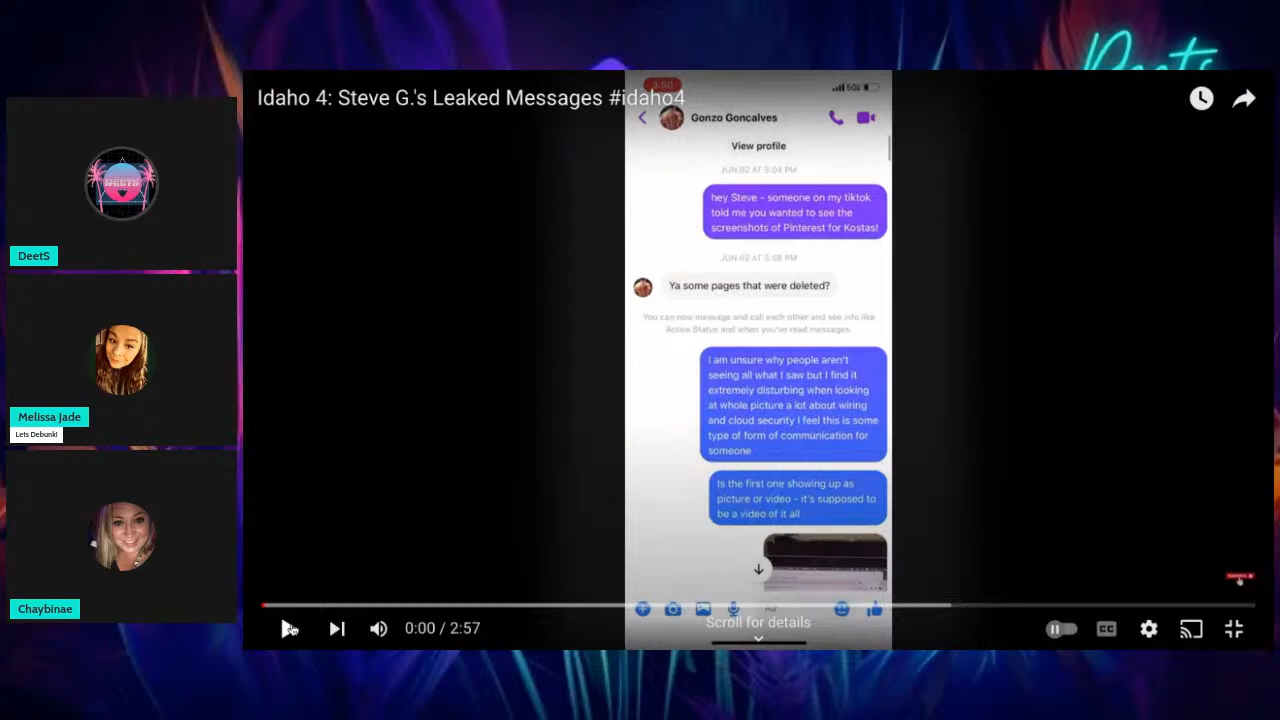 Deets
DeetS
Melissa Jade
Lets Debunk!
Chaybinae
Idaho 4: Steve G.'s Leaked Messages #idaho4
3:50
Gonzo Goncalves
View profile
JUN 02 AT 5:04 PM
hey Steve - someone on my tiktok
told me you wanted to see the
screenshots of Pinterest for Kostas!
JUN 02 AT 5:08 PM
Ya some pages that were deleted?
You can now message and call each other and see info like
Active Status and when you've read messages.
I am unsure why people aren't
seeing all what I saw but I find it
extremely disturbing when looking
at whole picture a lot about wiring
and cloud security I feel this is some
type of form of communication for
someone
Is the first one showing up as
picture or video - it's supposed to
be a video of it all
Aa
Scroll for details
0:00 / 2:57
CC